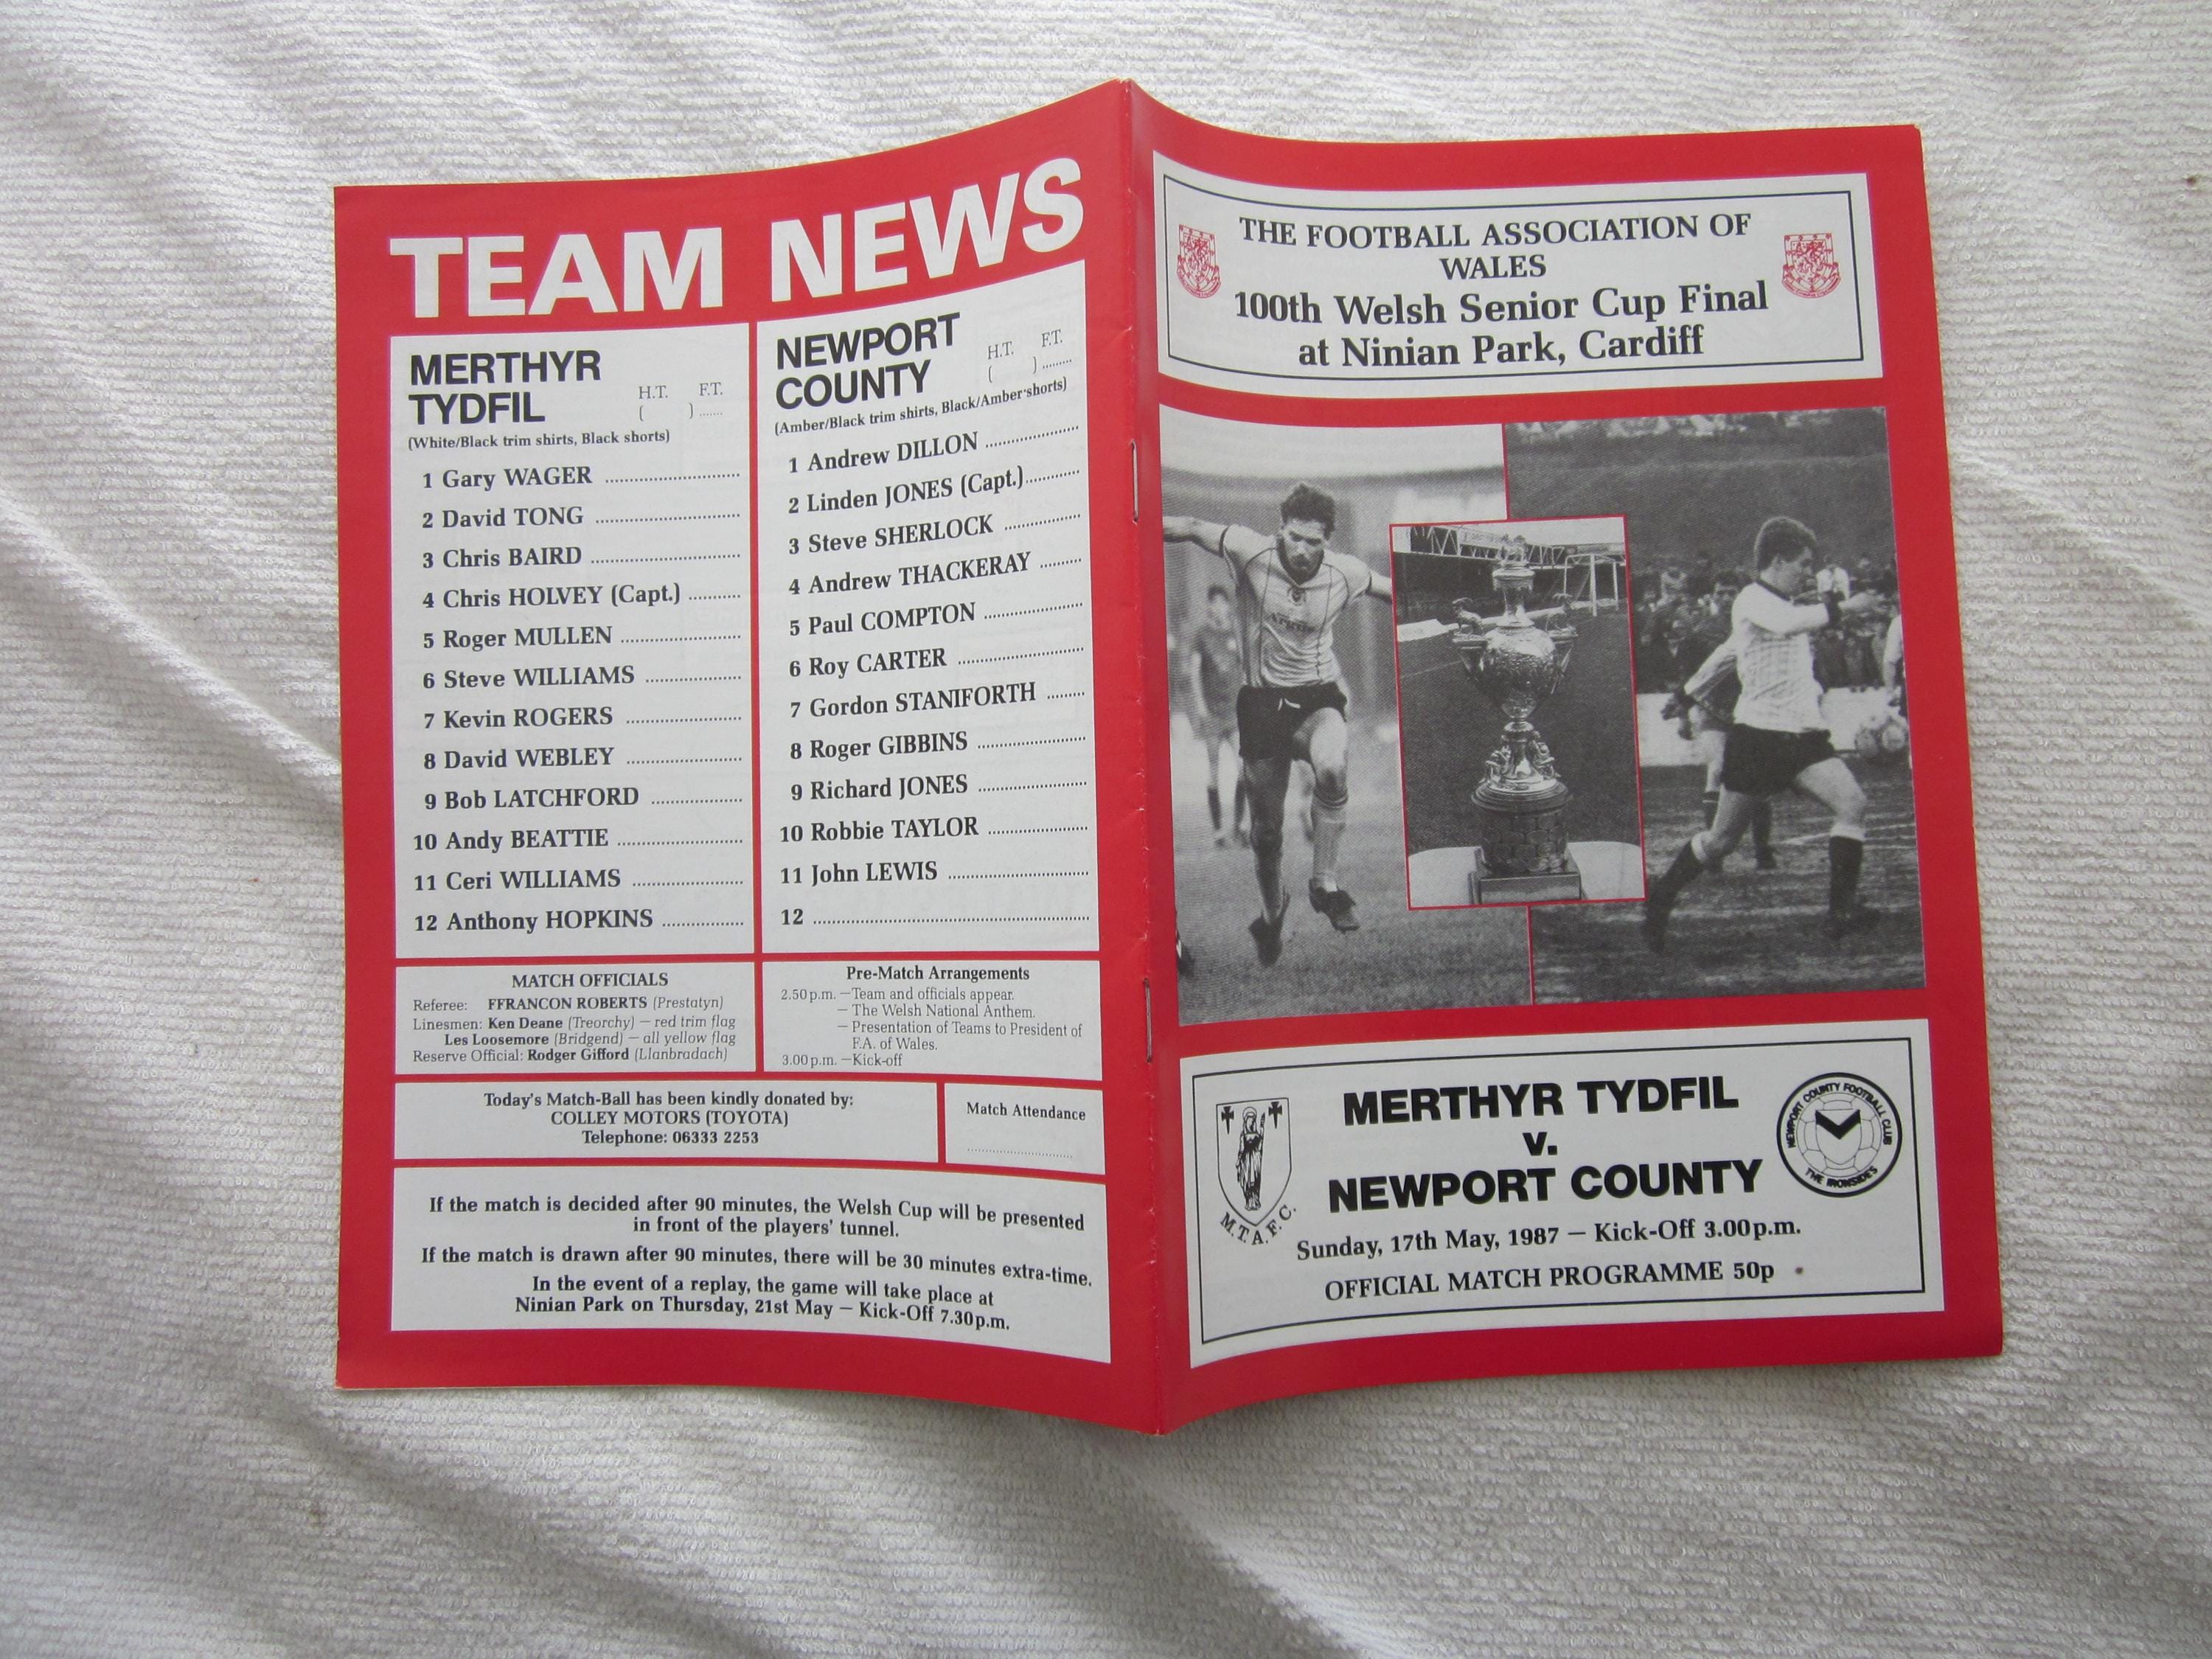 TEAM NEWS
MERTHYR
TYDFIL
H.T. F.T.
( ) .......
(White/Black trim shirts, Black shorts)
1 Gary WAGER
2 David TONG
3 Chris BAIRD
4 Chris HOLVEY (Capt.)
5 Roger MULLEN
6 Steve WILLIAMS
7 Kevin ROGERS
8 David WEBLEY
9 Bob LATCHFORD
10 Andy BEATTIE
11 Ceri WILLIAMS
12 Anthony HOPKINS
NEWPORT
COUNTY
H.T. F.T.
( ) ........
(Amber/Black trim shirts, Black/Amber shorts)
1 Andrew DILLON
2 Linden JONES (Capt.)
3 Steve SHERLOCK
4 Andrew THACKERAY
5 Paul COMPTON
6 Roy CARTER
7 Gordon STANIFORTH
8 Roger GIBBINS
9 Richard JONES
10 Robbie TAYLOR
11 John LEWIS
12
MATCH OFFICIALS
Referee: FFRANCON ROBERTS (Prestatyn)
Linesmen: Ken Deane (Treorchy) — red trim flag
Les Loosemore (Bridgend) — all yellow flag
Reserve Official: Rodger Gifford (Llanbradach)
Pre-Match Arrangements
2.50 p.m. — Team and officials appear.
— The Welsh National Anthem.
— Presentation of Teams to President of
F.A. of Wales.
3.00 p.m. — Kick-off
Today's Match-Ball has been kindly donated by:
COLLEY MOTORS (TOYOTA)
Telephone: 06333 2253
Match Attendance
If the match is decided after 90 minutes, the Welsh Cup will be presented
in front of the players' tunnel.
If the match is drawn after 90 minutes, there will be 30 minutes extra-time.
In the event of a replay, the game will take place at
Ninian Park on Thursday, 21st May — Kick-Off 7.30p.m.
THE FOOTBALL ASSOCIATION OF
WALES
100th Welsh Senior Cup Final
at Ninian Park, Cardiff
MERTHYR TYDFIL
v.
NEWPORT COUNTY
Sunday, 17th May, 1987 — Kick-Off 3.00p.m.
OFFICIAL MATCH PROGRAMME 50p
M.T.A.F.C.
NEWPORT COUNTY FOOTBALL CLUB
THE IRONSIDES